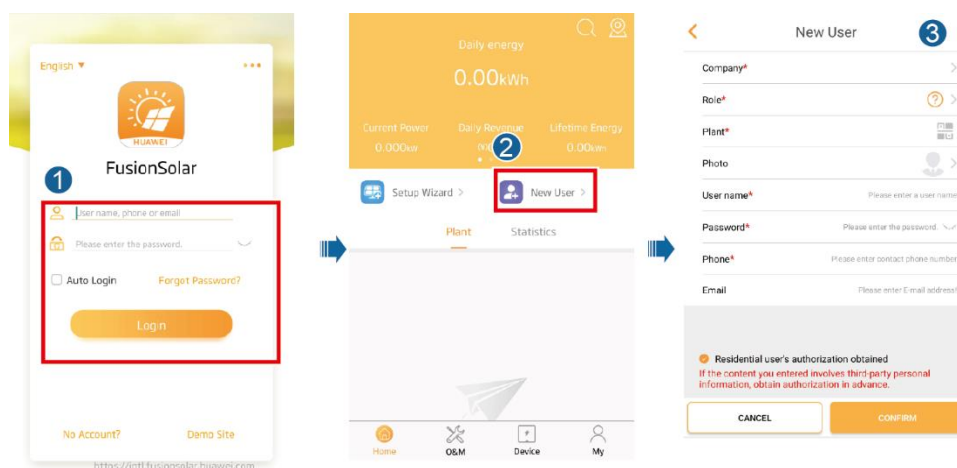 English ▼
HUAWEI
FusionSolar
1
User name, phone or email
Please enter the password.
Auto Login Forgot Password?
Login
No Account? Demo Site
https://intl.fusionsolar.huawei.com
Daily energy
0.00kWh
Current Power Daily Revenue Lifetime Energy
0.000kw 0.00kwh
2
Setup Wizard > New User >
Plant Statistics
Home O&M Device My
New User 3
Company* >
Role* ? >
Plant*
Photo >
User name* Please enter a user name
Password* Please enter the password.
Phone* Please enter contact phone number
Email Please enter E-mail address!
Residential user's authorization obtained
If the content you entered involves third-party personal
information, obtain authorization in advance.
CANCEL CONFIRM